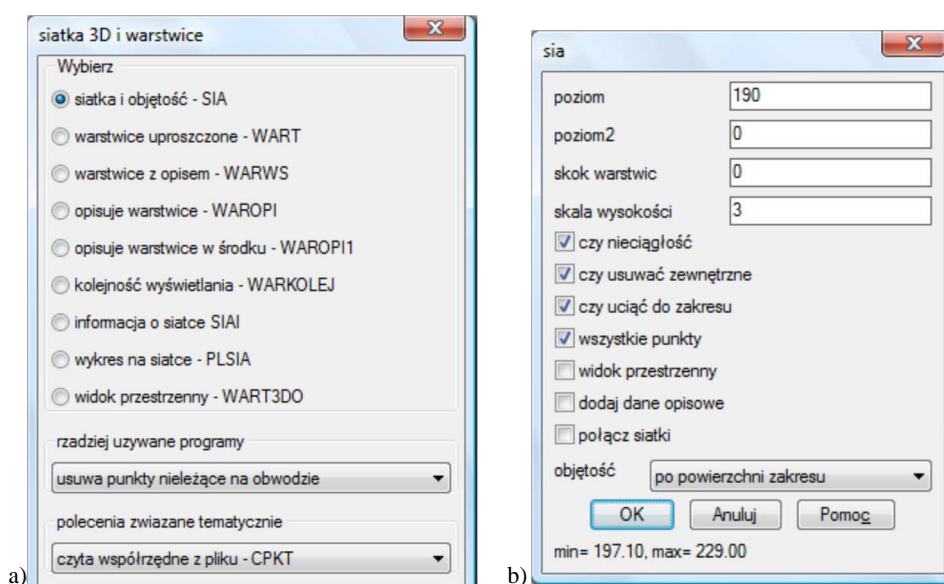 siatka 3D i warstwice
Wybierz
siatka i objętość - SIA
warstwice uproszczone - WART
warstwice z opisem - WARWS
opisuje warstwice - WAROPI
opisuje warstwice w środku - WAROPI1
kolejność wyświetlania - WARKOLEJ
informacja o siatce SIAI
wykres na siatce - PLSIA
widok przestrzenny - WART3DO
rzadziej uzywane programy
usuwa punkty nieleżące na obwodzie
polecenia zwiazane tematycznie
czyta współrzędne z pliku - CPKT
a)
sia
poziom 190
poziom2 0
skok warstwic 0
skala wysokości 3
czy nieciągłość
czy usuwać zewnętrzne
czy uciąć do zakresu
wszystkie punkty
widok przestrzenny
dodaj dane opisowe
połącz siatki
objętość po powierzchni zakresu
OK Anuluj Pomoc
min= 197.10, max= 229.00
b)